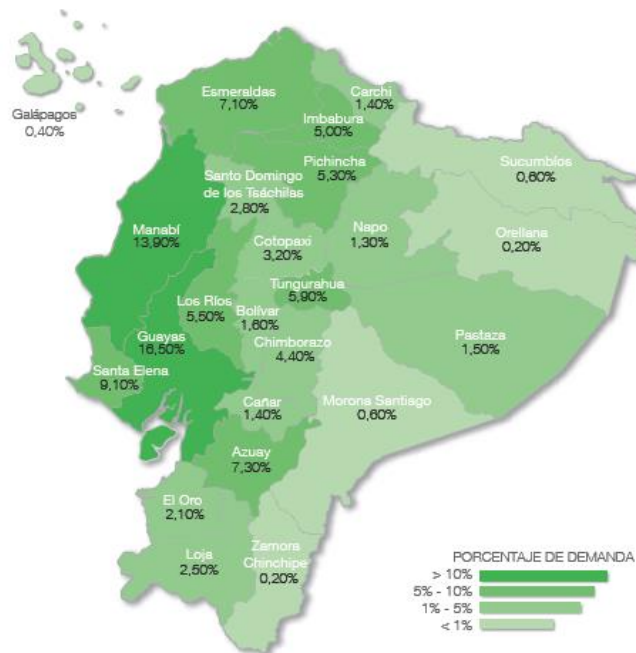 Galápagos
0,40%
Esmeraldas
7,10%
Carchi
1,40%
Imbabura
5,00%
Pichincha
5,30%
Sucumbíos
0,60%
Santo Domingo
de los Tsáchilas
2,80%
Manabí
13,90%
Cotopaxi
3,20%
Napo
1,30%
Orellana
0,20%
Tungurahua
5,90%
Los Ríos
5,50%
Bolívar
1,60%
Pastaza
1,50%
Guayas
16,50%
Chimborazo
4,40%
Santa Elena
9,10%
Cañar
1,40%
Morona Santiago
0,60%
Azuay
7,30%
El Oro
2,10%
Loja
2,50%
Zamora
Chinchipe
0,20%
PORCENTAJE DE DEMANDA
> 10%
5% - 10%
1% - 5%
< 1%